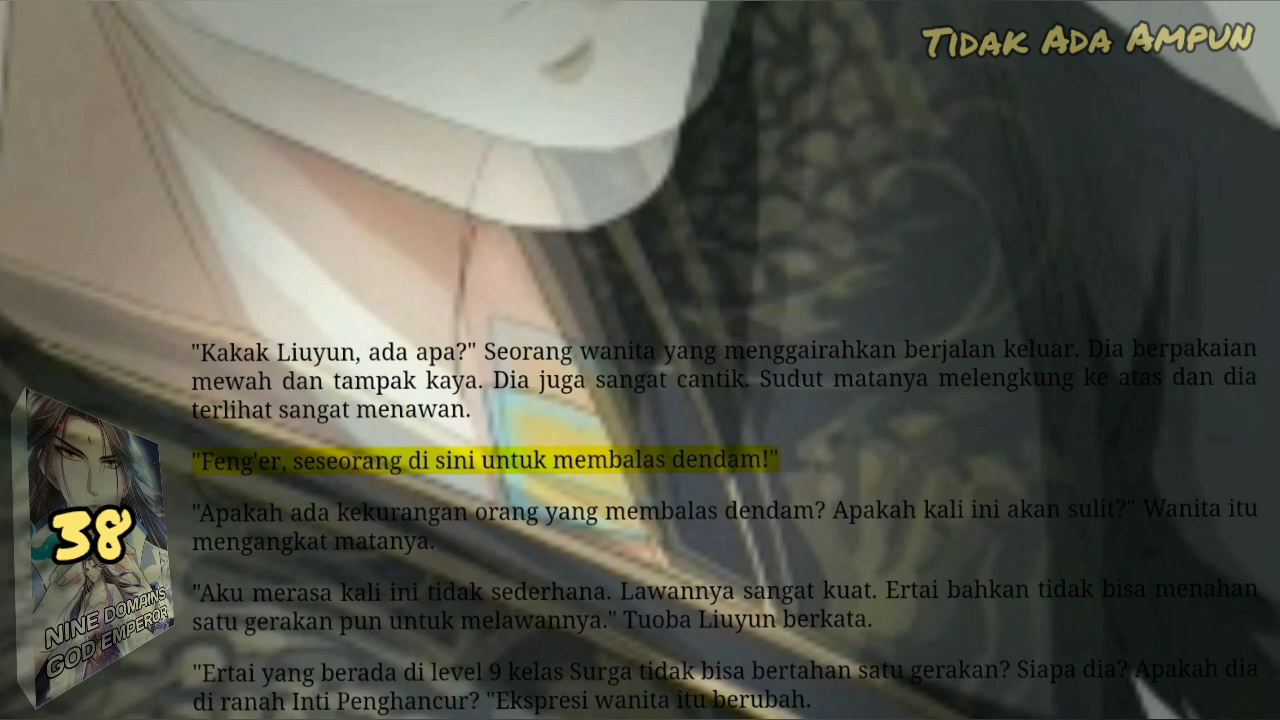 Tidak Ada Ampun
"Kakak Liuyun, ada apa?" Seorang wanita yang menggairahkan berjalan keluar. Dia berpakaian
mewah dan tampak kaya. Dia juga sangat cantik. Sudut matanya melengkung ke atas dan dia
terlihat sangat menawan.
"Feng'er, seseorang di sini untuk membalas dendam!"
"Apakah ada kekurangan orang yang membalas dendam? Apakah kali ini akan sulit?" Wanita itu
mengangkat matanya.
"Aku merasa kali ini tidak sederhana. Lawannya sangat kuat. Ertai bahkan tidak bisa menahan
satu gerakan pun untuk melawannya." Tuoba Liuyun berkata.
"Ertai yang berada di level 9 kelas Surga tidak bisa bertahan satu gerakan? Siapa dia? Apakah dia
di ranah Inti Penghancur? "Ekspresi wanita itu berubah.
38
NINE DOMAINS
GOD EMPEROR